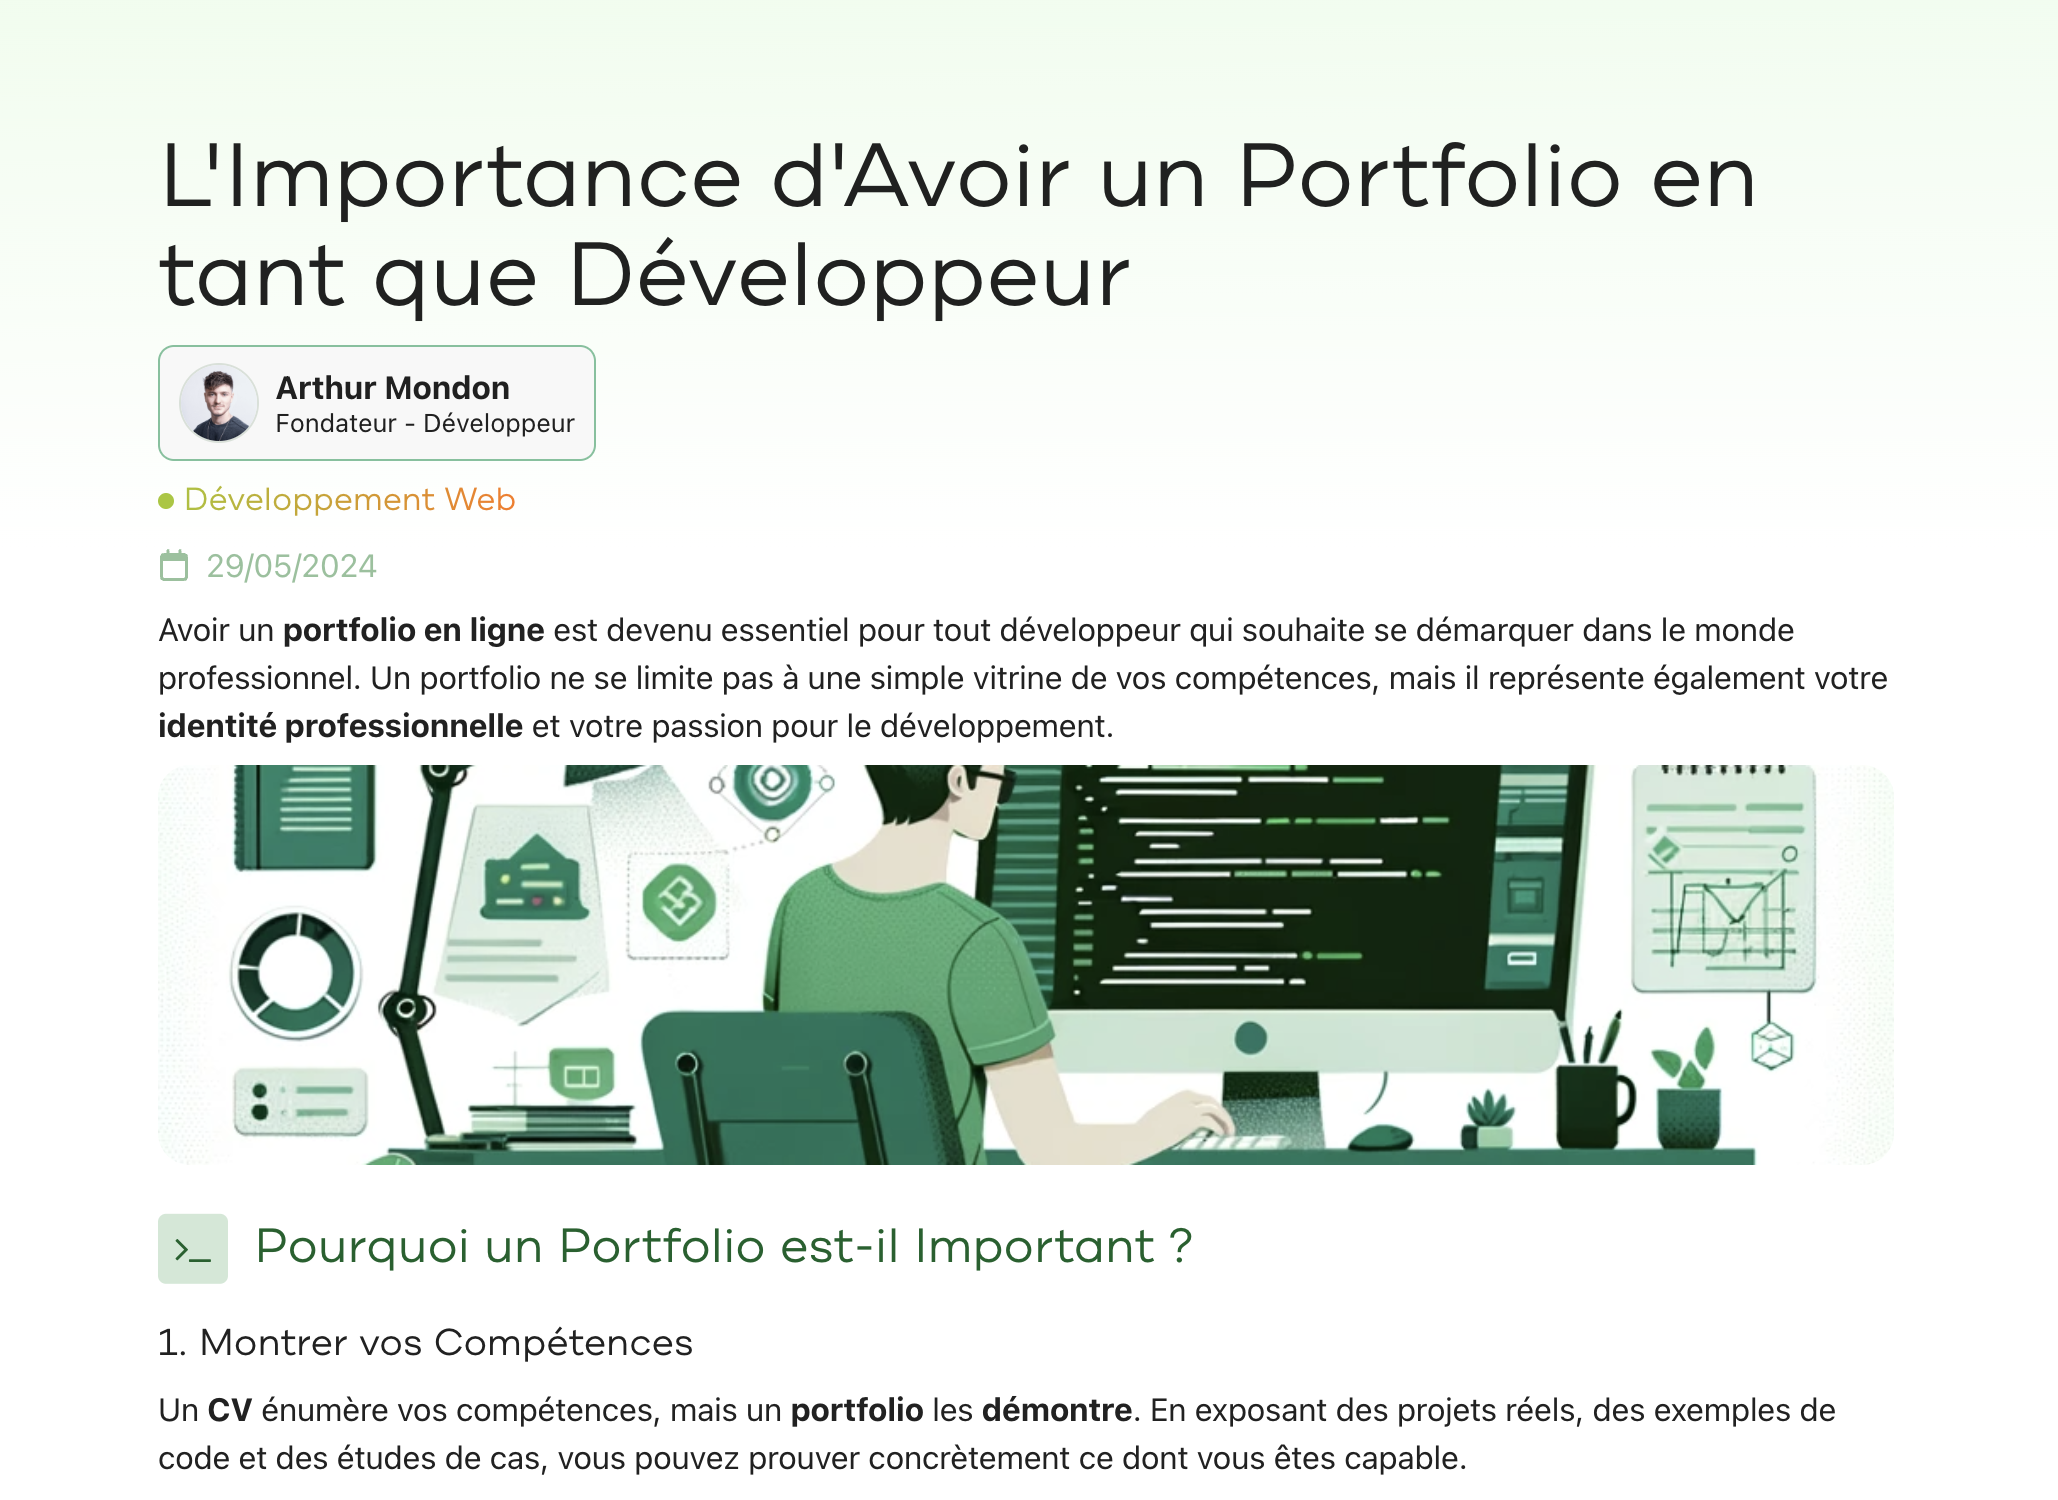 L'Importance d'Avoir un Portfolio en
tant que Développeur
Arthur Mondon
Fondateur - Développeur
Développement Web
29/05/2024
Avoir un portfolio en ligne est devenu essentiel pour tout développeur qui souhaite se démarquer dans le monde
professionnel. Un portfolio ne se limite pas à une simple vitrine de vos compétences, mais il représente également votre
identité professionnelle et votre passion pour le développement.
>_ Pourquoi un Portfolio est-il Important ?
1. Montrer vos Compétences
Un CV énumère vos compétences, mais un portfolio les démontre. En exposant des projets réels, des exemples de
code et des études de cas, vous pouvez prouver concrètement ce dont vous êtes capable.